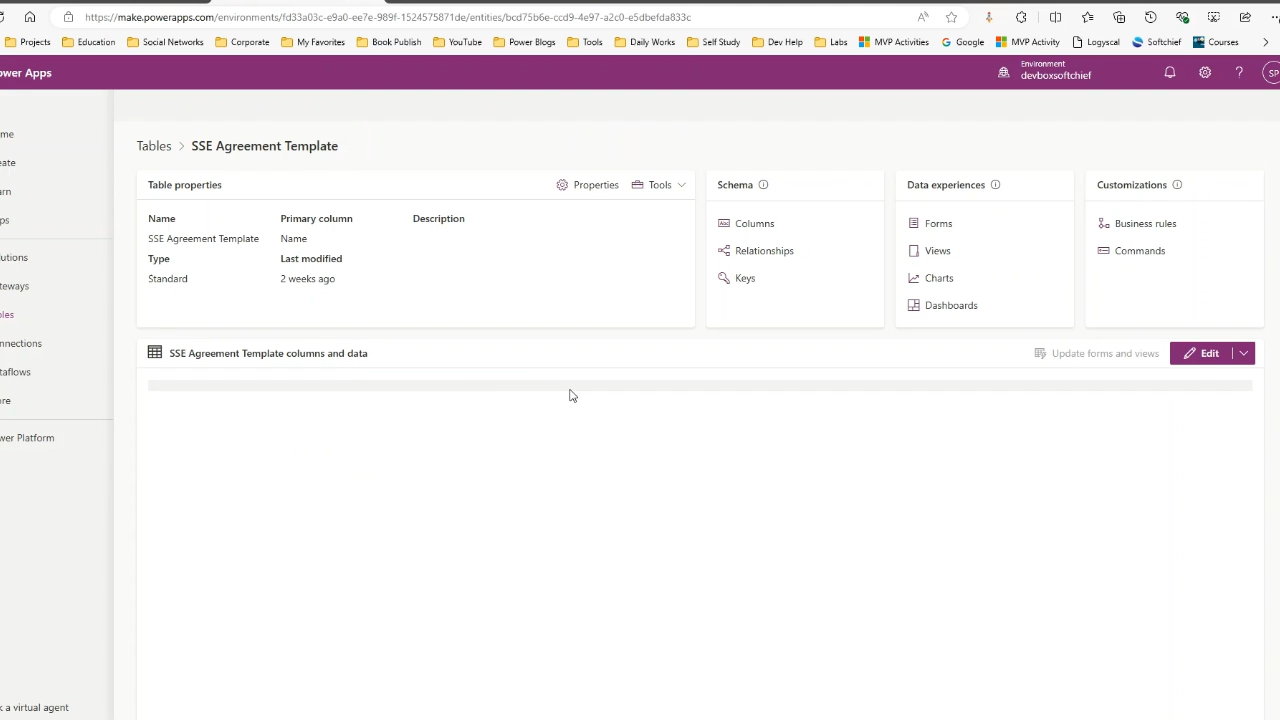 https://make.powerapps.com/environments/fd33a03c-e9a0-ee7e-989f-1524575871de/entities/bcd75b6e-ccd9-4e97-a2c0-e5dbefda833c
Projects Education Social Networks Corporate My Favorites Book Publish YouTube Power Blogs Tools Daily Works Self Study Dev Help Labs MVP Activities Google MVP Activity Logyscal Softchief Courses
ower Apps
Environment
devboxsoftchief
SP
me
eate
arn
ps
olutions
teways
bles
nnections
taflows
ore
wer Platform
k a virtual agent
Tables > SSE Agreement Template
Table properties
Properties
Tools
Name Primary column Description
SSE Agreement Template Name
Type Last modified
Standard 2 weeks ago
Schema
Columns
Relationships
Keys
Data experiences
Forms
Views
Charts
Dashboards
Customizations
Business rules
Commands
SSE Agreement Template columns and data
Update forms and views
Edit